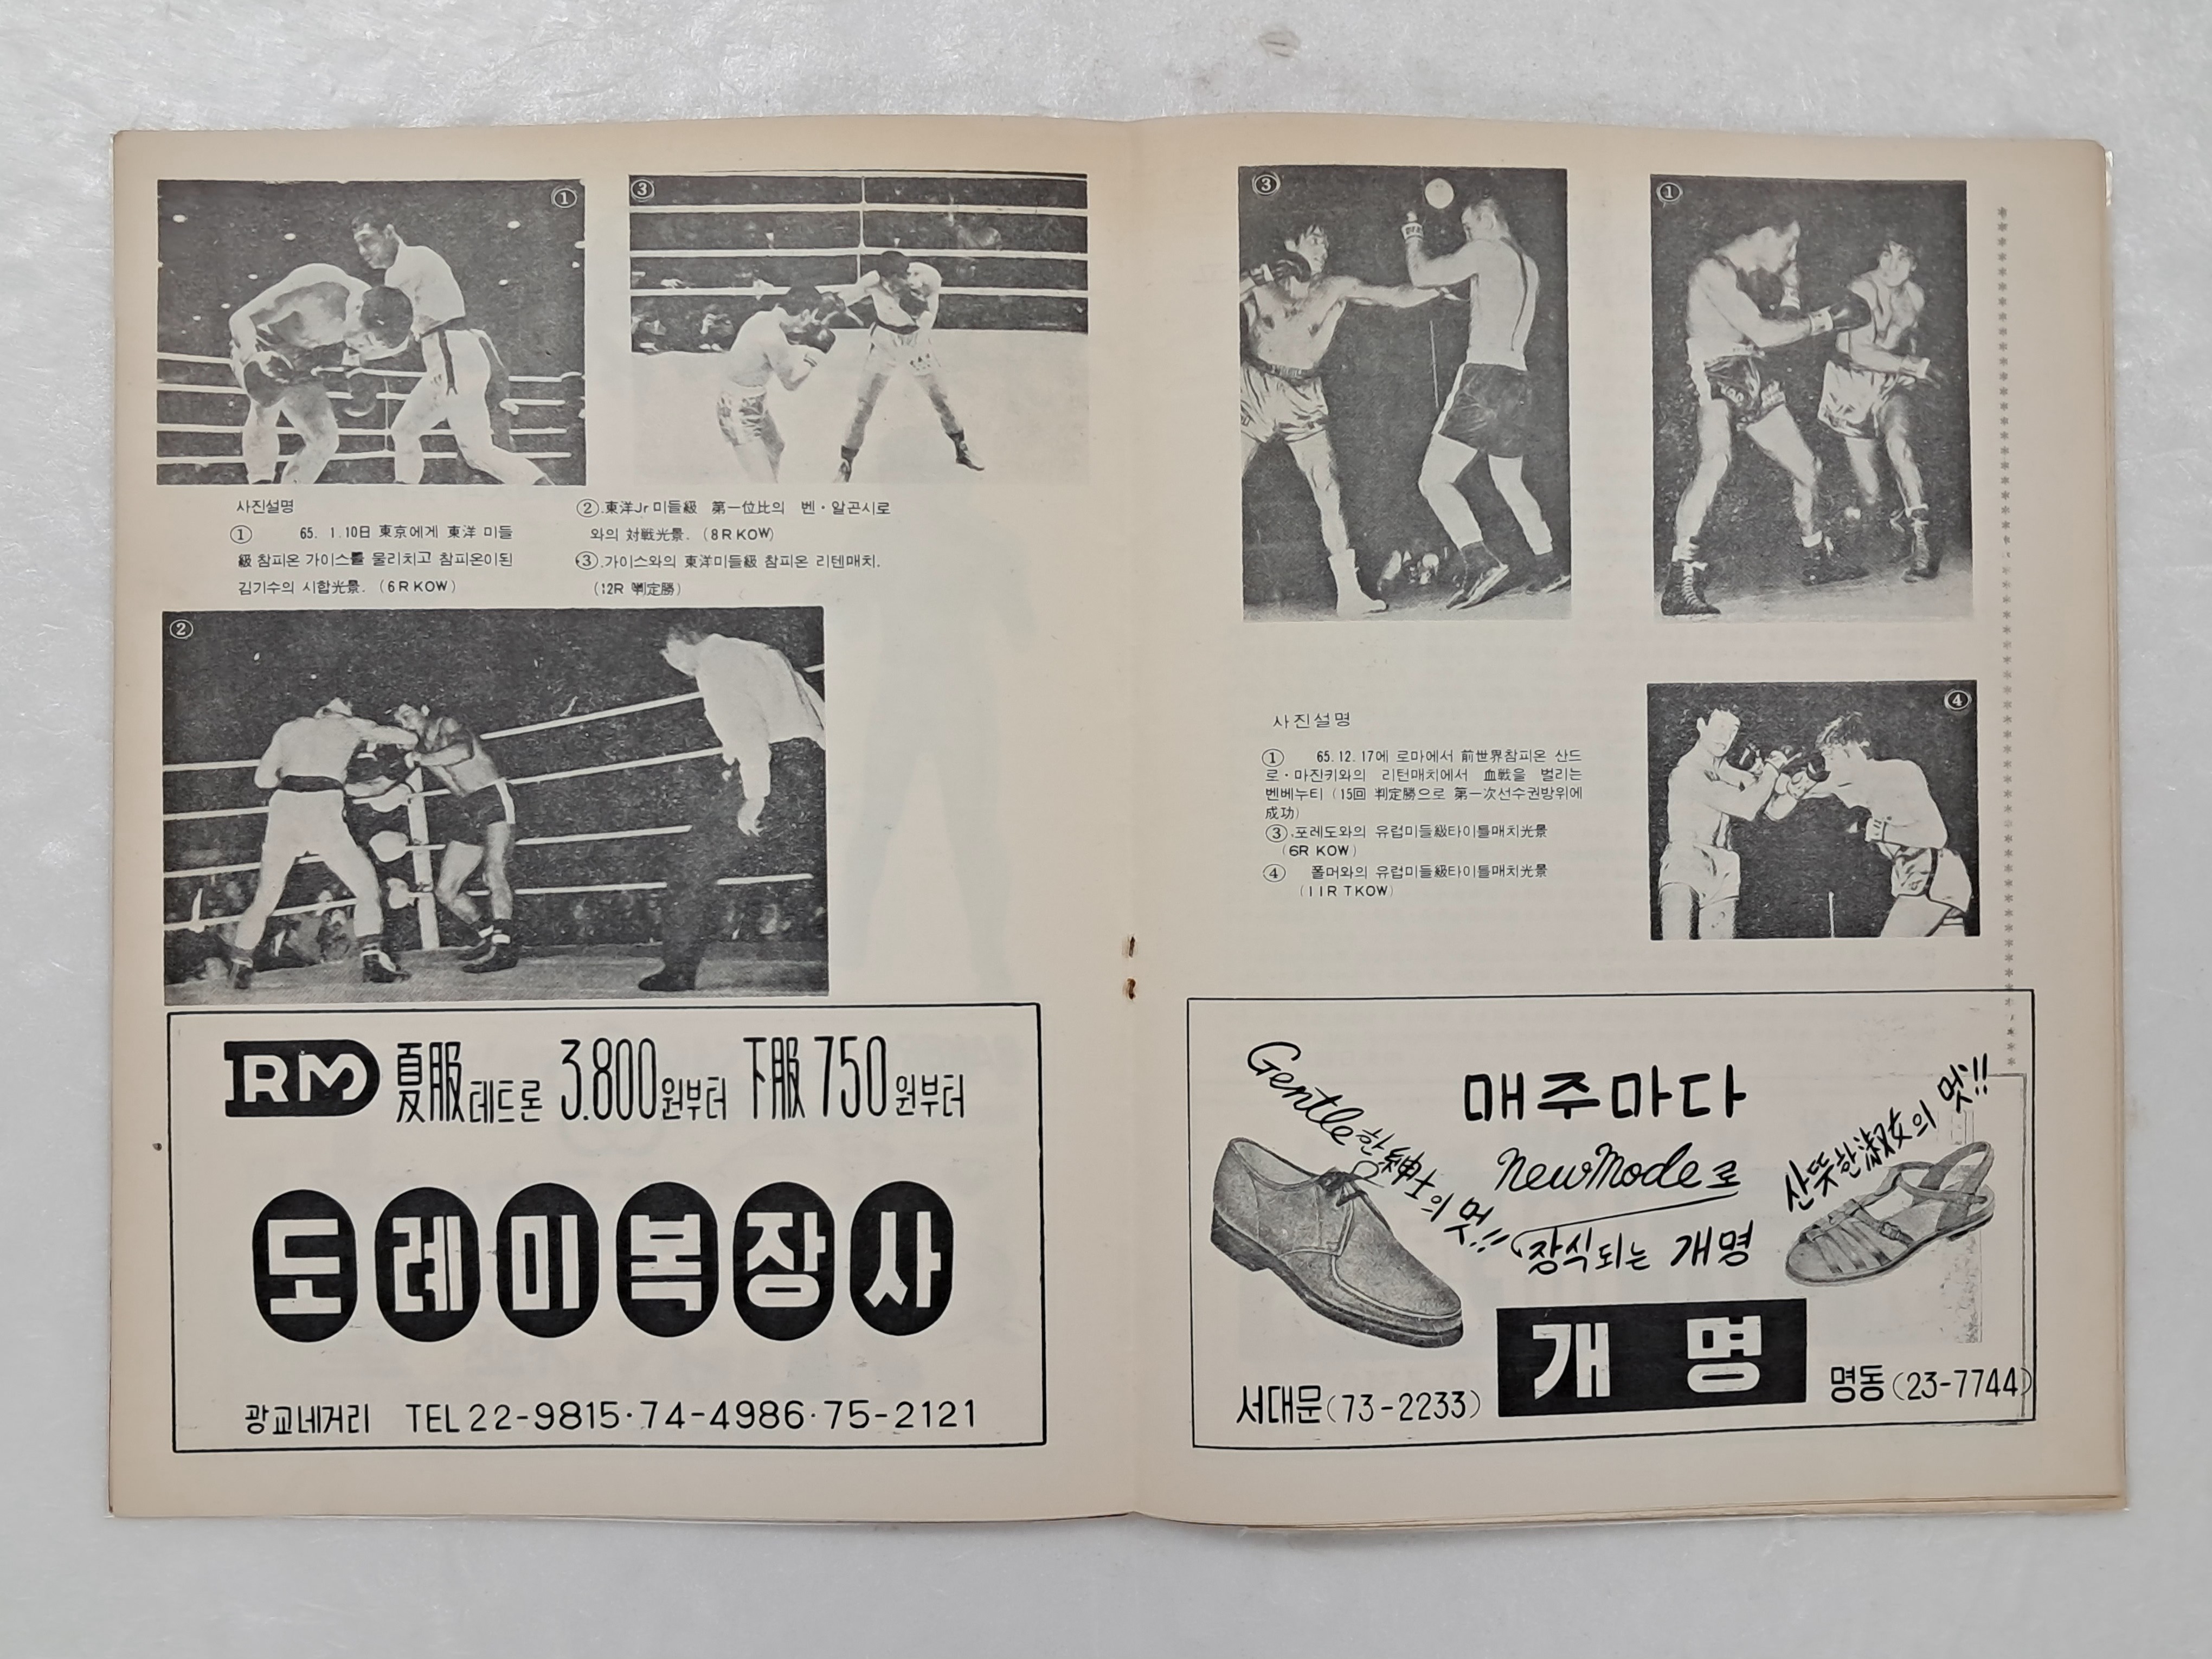 ①
③
사진설명
① 65. 1.10日 東京에게 東洋 미들
級 참피온 가이스를 물리치고 참피온이된
김기수의 시합光景. (6R KOW)
②.東洋Jr미들級 第一位比의 벤·알곤시로
와의 対戦光景. (8R KOW)
③.가이스와의 東洋미들級 참피온 리텐매치.
(12R 判定勝)
②
RM 夏服 테트론 3.800원부터 下服 750원부터
도레미복장사
광교네거리 TEL 22-9815·74-4986·75-2121
③
①
사진설명
① 65.12.17에 로마에서 前世界참피온 산드
로·마진키와의 리턴매치에서 血戦을 벌리는
벤베누티 (15回 判定勝으로 第一次선수권방위에
成功)
③.포레도와의 유럽미들級타이틀매치光景
(6R KOW)
④ 폴머와의 유럽미들級타이틀매치光景
(11R TKOW)
④
Gentle한 紳士의 멋!!
매주마다
New Mode로
장식되는 개명
산뜻한 淑女의 멋!!
개명
서대문(73-2233)
명동(23-7744)